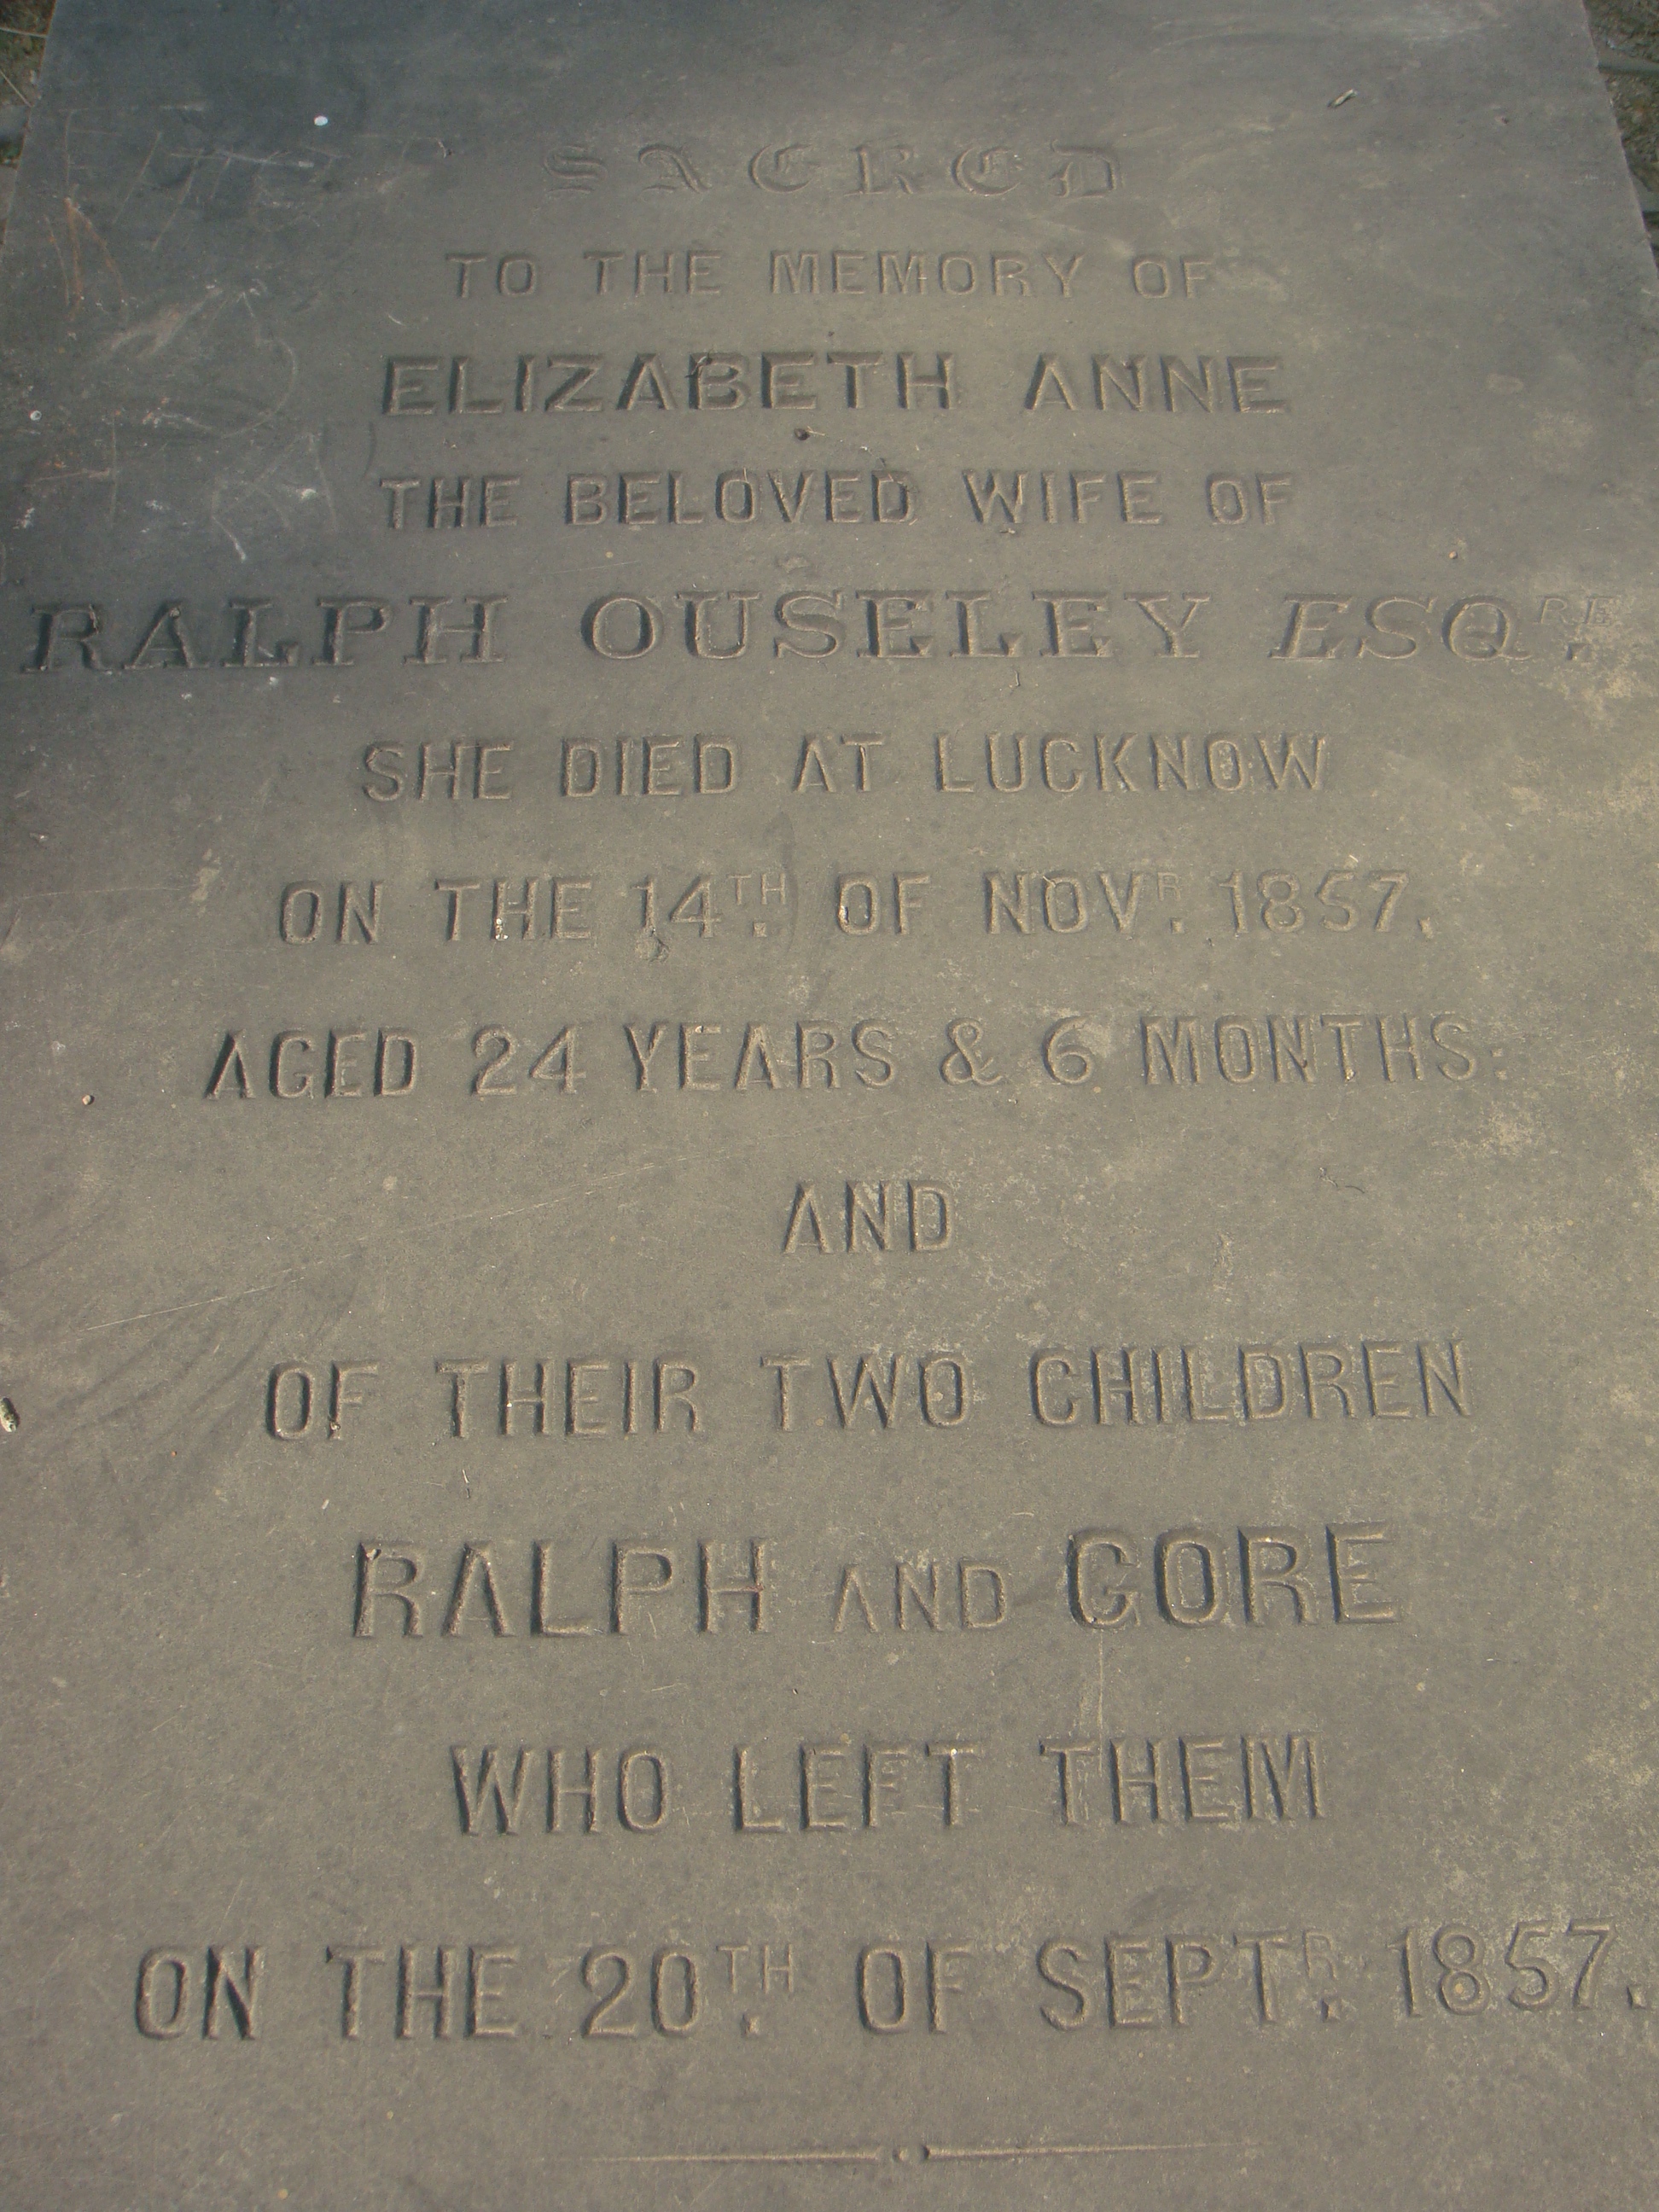 SACRED
TO THE MEMORY OF
ELIZABETH ANNE
THE BELOVED WIFE OF
RALPH OUSELEY ESQRE.
SHE DIED AT LUCKNOW
ON THE 14TH. OF NOVR. 1857.
AGED 24 YEARS & 6 MONTHS:
AND
OF THEIR TWO CHILDREN
RALPH AND GORE
WHO LEFT THEM
ON THE 20TH. OF SEPTR. 1857.